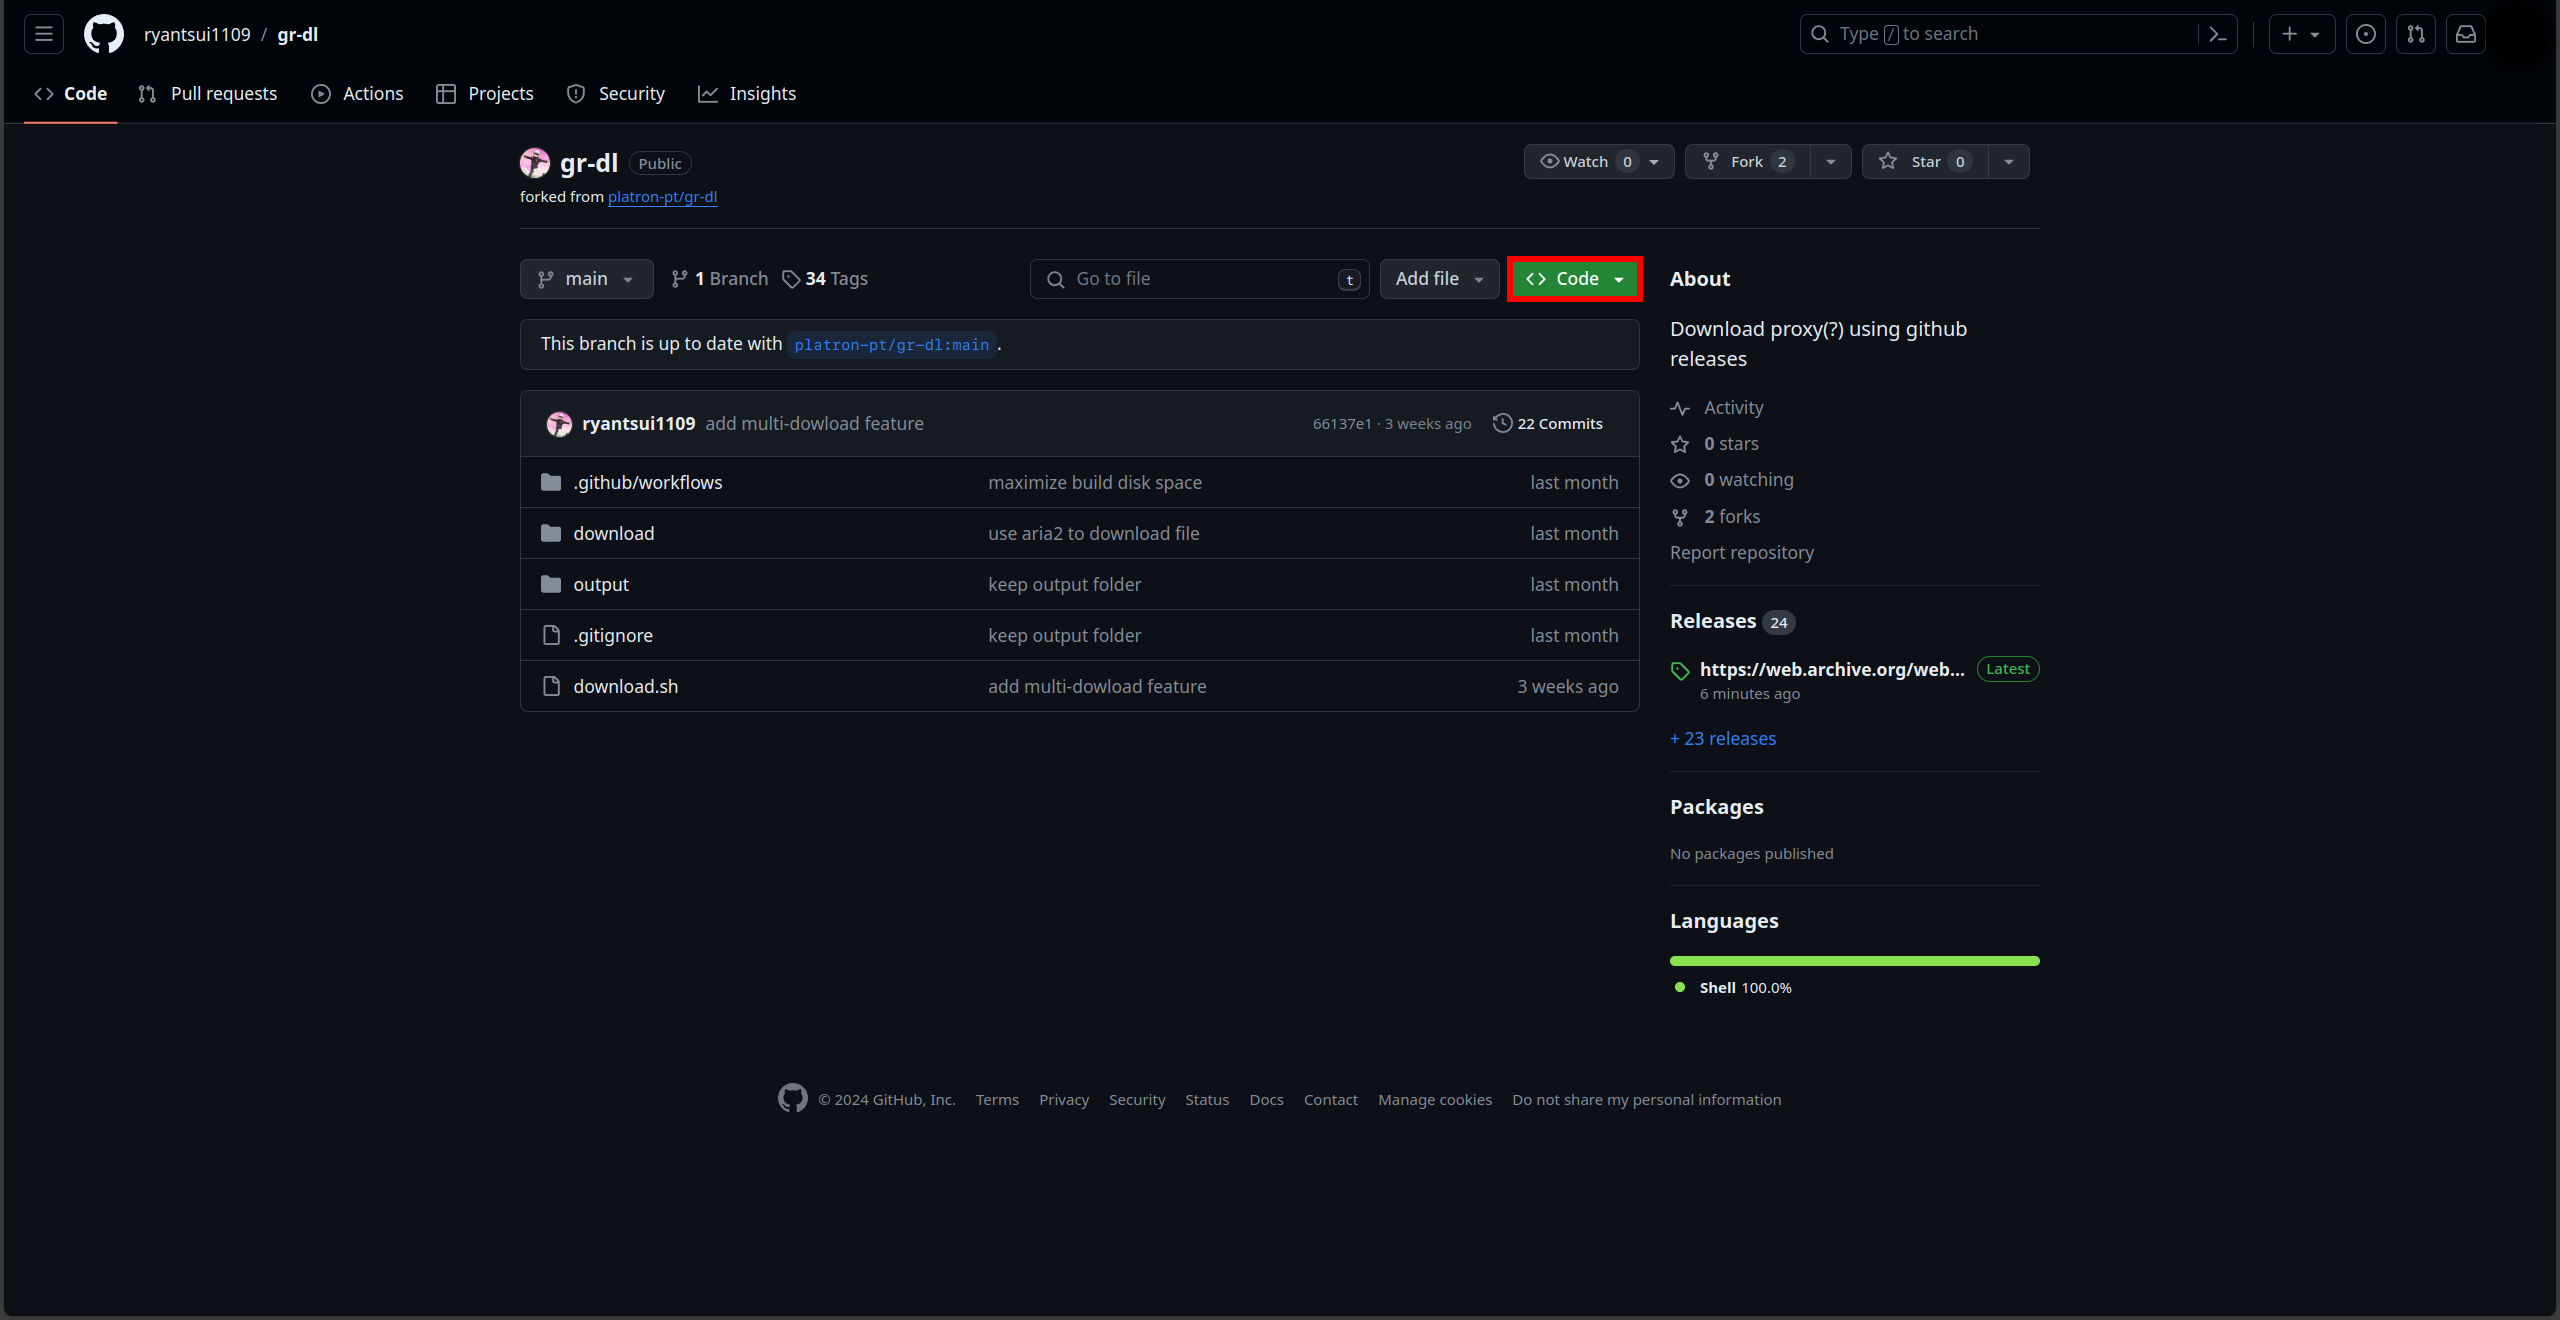 ryantsui1109 / gr-dl
Type / to search
Code Pull requests Actions Projects Security Insights
gr-dl Public
Watch 0 Fork 2 Star 0
forked from platron-pt/gr-dl
main 1 Branch 34 Tags Go to file t Add file Code
This branch is up to date with platron-pt/gr-dl:main .
ryantsui1109 add multi-dowload feature 66137e1 · 3 weeks ago 22 Commits
.github/workflows maximize build disk space last month
download use aria2 to download file last month
output keep output folder last month
.gitignore keep output folder last month
download.sh add multi-dowload feature 3 weeks ago
About
Download proxy(?) using github
releases
Activity
0 stars
0 watching
2 forks
Report repository
Releases 24
https://web.archive.org/web... Latest
6 minutes ago
+ 23 releases
Packages
No packages published
Languages
Shell 100.0%
© 2024 GitHub, Inc. Terms Privacy Security Status Docs Contact Manage cookies Do not share my personal information